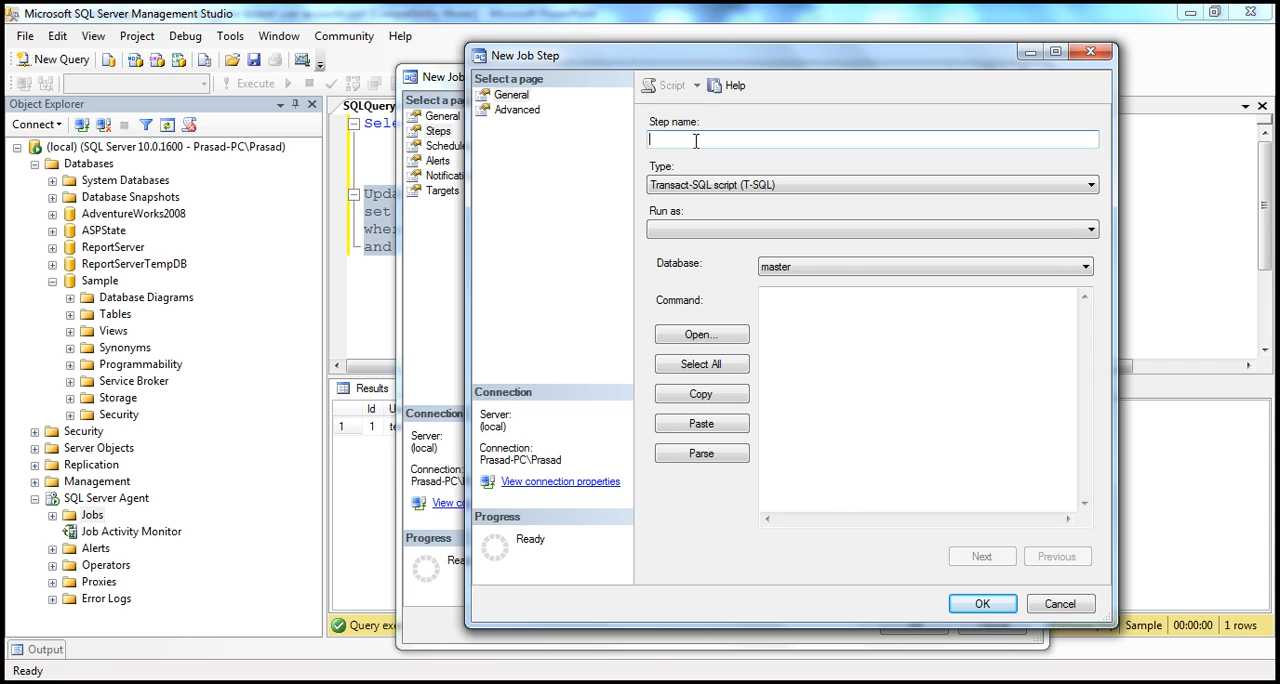 Microsoft SQL Server Management Studio
File Edit View Project Debug Tools Window Community Help
New Query
Execute
Object Explorer
Connect
(local) (SQL Server 10.0.1600 - Prasad-PC\Prasad)
Databases
System Databases
Database Snapshots
AdventureWorks2008
ASPState
ReportServer
ReportServerTempDB
Sample
Database Diagrams
Tables
Views
Synonyms
Programmability
Service Broker
Storage
Security
Security
Server Objects
Replication
Management
SQL Server Agent
Jobs
Job Activity Monitor
Alerts
Operators
Proxies
Error Logs
Output
Ready
SQLQuery
Sele
Upda
set
wher
and
Results
Id U
1 1 te
Query exe
Sample 00:00:00 1 rows
New Job
Select a pag
General
Steps
Schedule
Alerts
Notificati
Targets
Connection
Server:
(local)
Connection:
Prasad-PC\
View co
Progress
Rea
New Job Step
Select a page
General
Advanced
Connection
Server:
(local)
Connection:
Prasad-PC\Prasad
View connection properties
Progress
Ready
Script Help
Step name:
Type:
Transact-SQL script (T-SQL)
Run as:
Database: master
Command:
Open...
Select All
Copy
Paste
Parse
Next Previous
OK Cancel